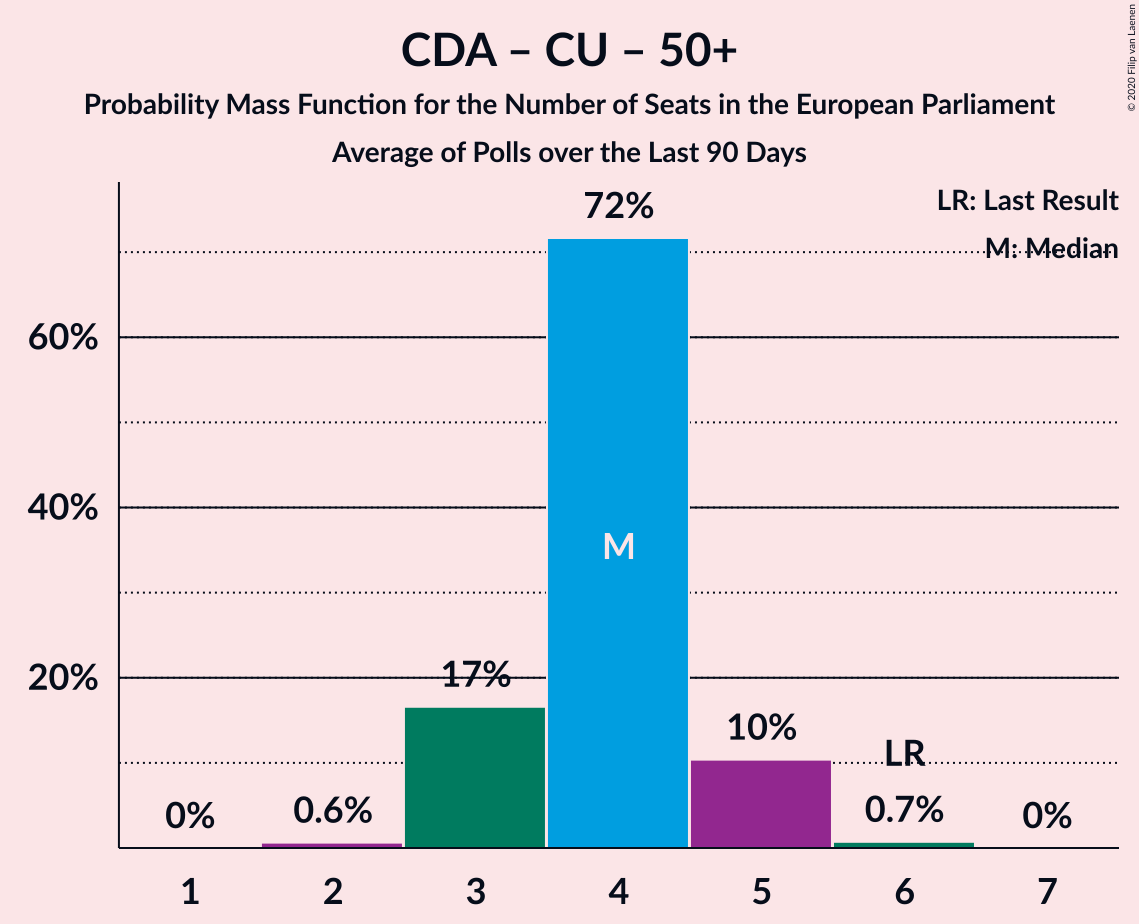 CDA – CU – 50+
Probability Mass Function for the Number of Seats in the European Parliament
Average of Polls over the Last 90 Days
© 2020 Filip van Laenen
LR: Last Result
M: Median
72%
60%
40%
M
20%
17%
10%
LR
0%
0.6%
0.7%
0%
1 2 3 4 5 6 7